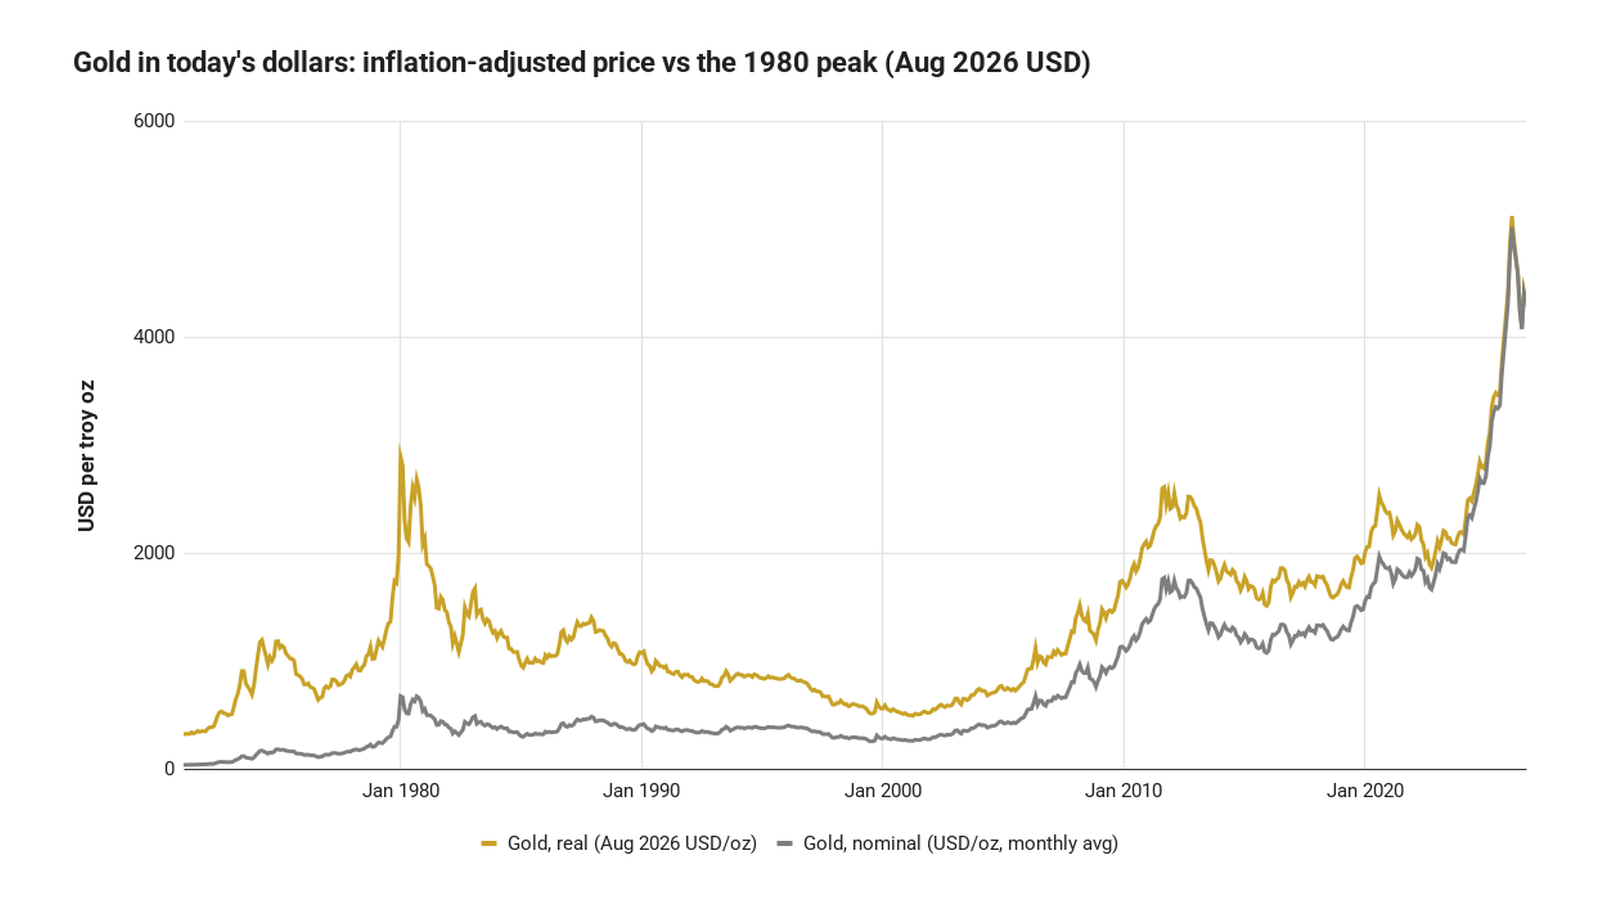 Gold in today's dollars: inflation-adjusted price vs the 1980 peak (Aug 2026 USD)
6000
4000
2000
0
USD per troy oz
Jan 1980
Jan 1990
Jan 2000
Jan 2010
Jan 2020
Gold, real (Aug 2026 USD/oz)
Gold, nominal (USD/oz, monthly avg)